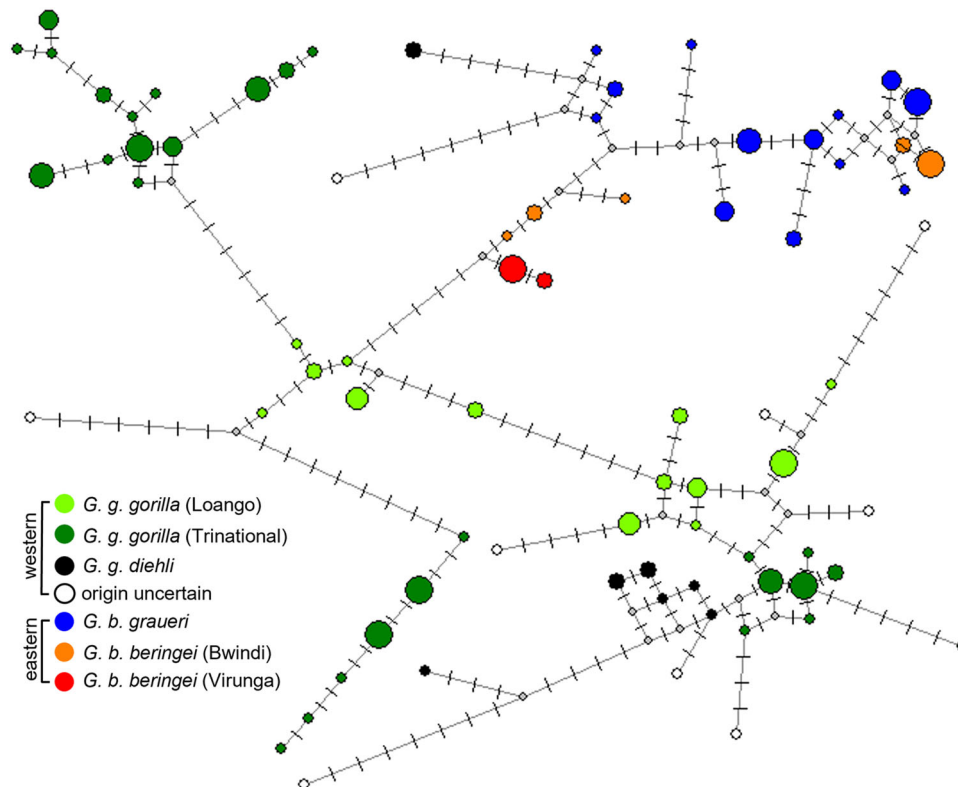 western
G. g. gorilla (Loango)
G. g. gorilla (Trinational)
G. g. diehli
origin uncertain
eastern
G. b. graueri
G. b. beringei (Bwindi)
G. b. beringei (Virunga)